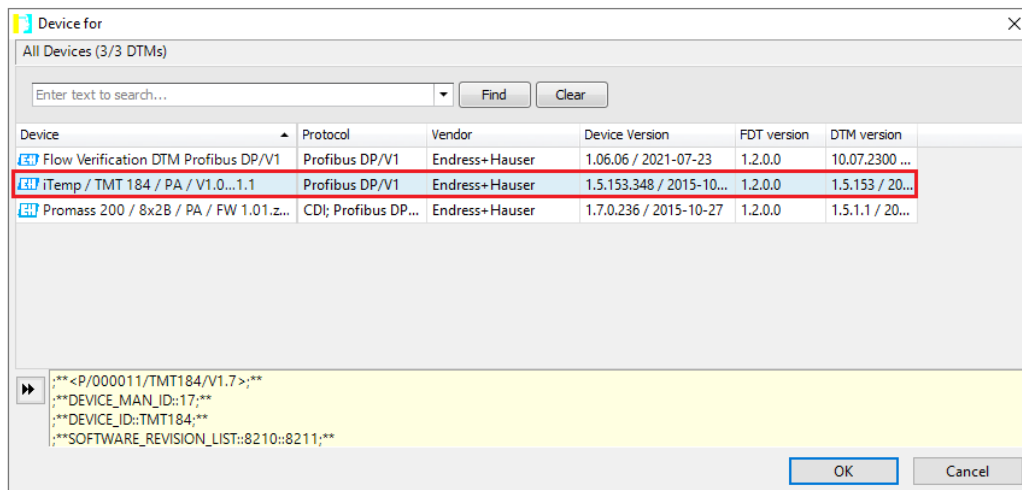 Device for
All Devices (3/3 DTMs)
Enter text to search... Find Clear
Device Protocol Vendor Device Version FDT version DTM version
Flow Verification DTM Profibus DP/V1 Profibus DP/V1 Endress+Hauser 1.06.06 / 2021-07-23 1.2.0.0 10.07.2300 ...
iTemp / TMT 184 / PA / V1.0...1.1 Profibus DP/V1 Endress+Hauser 1.5.153.348 / 2015-10... 1.2.0.0 1.5.153 / 20...
Promass 200 / 8x2B / PA / FW 1.01.z... CDI; Profibus DP... Endress+Hauser 1.7.0.236 / 2015-10-27 1.2.0.0 1.5.1.1 / 20...
;**<P/000011/TMT184/V1.7>;**
;**DEVICE_MAN_ID::17;**
;**DEVICE_ID::TMT184;**
;**SOFTWARE_REVISION_LIST::8210::8211;**
OK Cancel